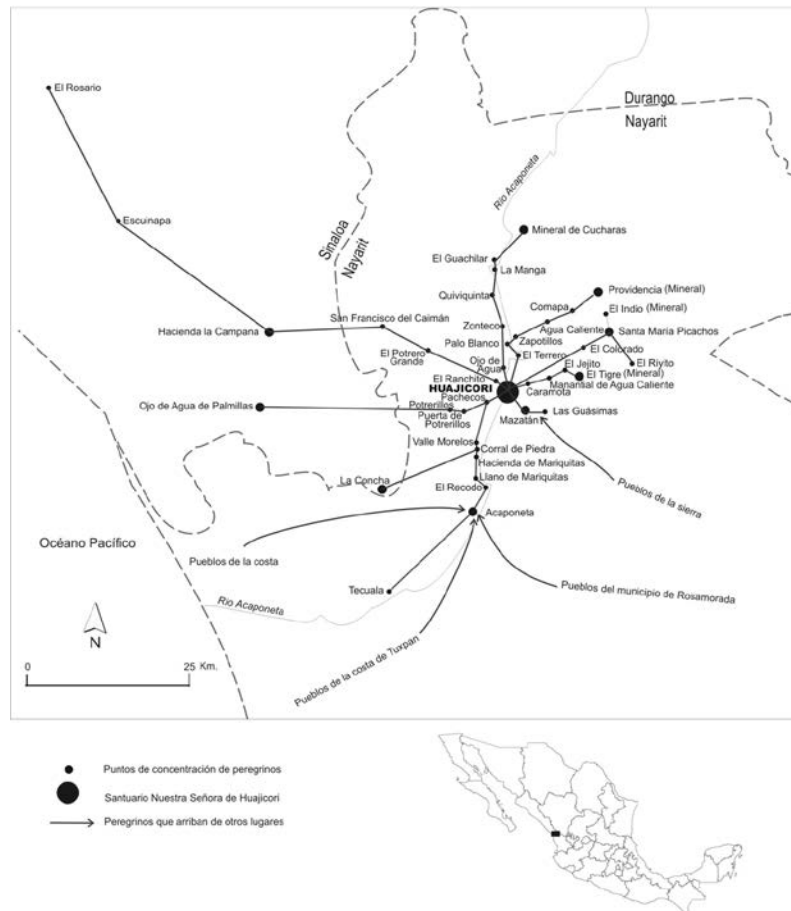 El Rosario
Durango
Nayarit
Río Acaponeta
Escuinapa
Sinaloa
Nayarit
Mineral de Cucharas
El Guachilar
La Manga
Quiviquinta
Providencia (Mineral)
Comapa
El Indio (Mineral)
San Francisco del Caimán
Hacienda la Campana
Zonteco
Agua Caliente
Santa Maria Picachos
Palo Blanco
Zapotillos
El Potrero
Grande
El Terrero
El Colorado
Ojo de
Agua
El Jejito
El Riyito
El Ranchito
El Tigre (Mineral)
HUAJICORI
Manantial de Agua Caliente
Caramota
Pachecos
Ojo de Agua de Palmillas
Potrerillos
Puerta de
Potrerillos
Las Guásimas
Mazatán
Valle Morelos
Corral de Piedra
Hacienda de Mariquitas
La Concha
Llano de Mariquitas
El Recodo
Pueblos de la sierra
Acaponeta
Océano Pacífico
Pueblos de la costa
Pueblos del municipio de Rosamorada
Tecuala
Río Acaponeta
Pueblos de la costa de Tuxpan
N
0 25 Km.
Puntos de concentración de peregrinos
Santuario Nuestra Señora de Huajicori
Peregrinos que arriban de otros lugares